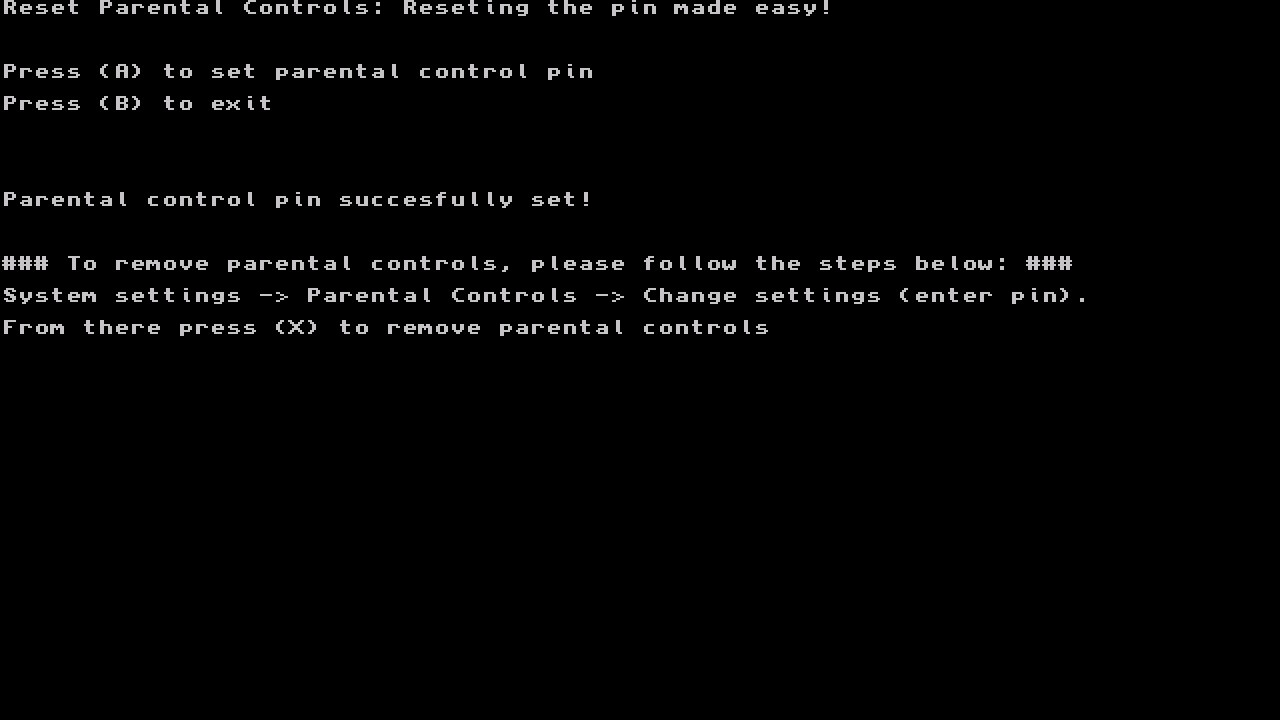 Reset Parental Controls: Reseting the pin made easy!
Press (A) to set parental control pin
Press (B) to exit
Parental control pin succesfully set!
### To remove parental controls, please follow the steps below: ###
System settings -> Parental Controls -> Change settings (enter pin).
From there press (X) to remove parental controls